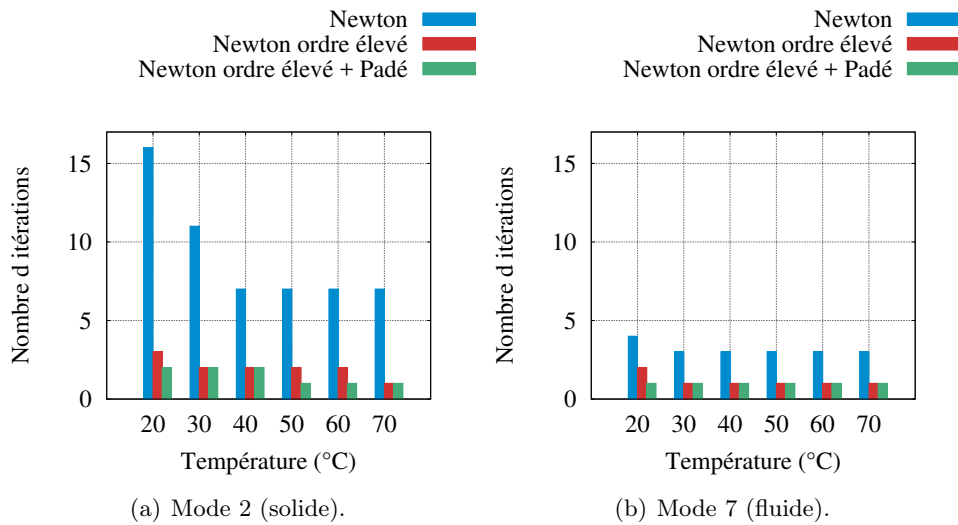 Newton
Newton ordre élevé
Newton ordre élevé + Padé
15
10
5
0
20 30 40 50 60 70
Nombre d itérations
Température (°C)
(a) Mode 2 (solide).
Newton
Newton ordre élevé
Newton ordre élevé + Padé
15
10
5
0
20 30 40 50 60 70
Nombre d itérations
Température (°C)
(b) Mode 7 (fluide).